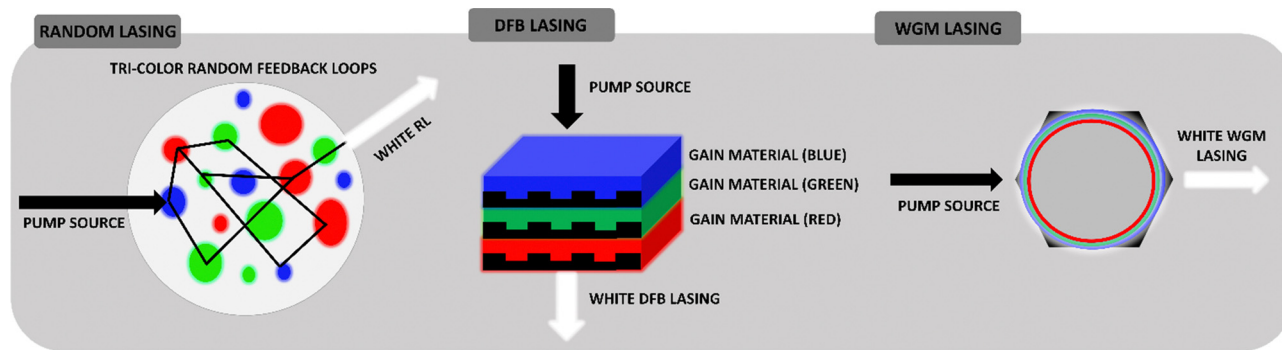 RANDOM LASING
TRI-COLOR RANDOM FEEDBACK LOOPS
PUMP SOURCE
WHITE RL
DFB LASING
PUMP SOURCE
GAIN MATERIAL (BLUE)
GAIN MATERIAL (GREEN)
GAIN MATERIAL (RED)
WHITE DFB LASING
WGM LASING
PUMP SOURCE
WHITE WGM
LASING